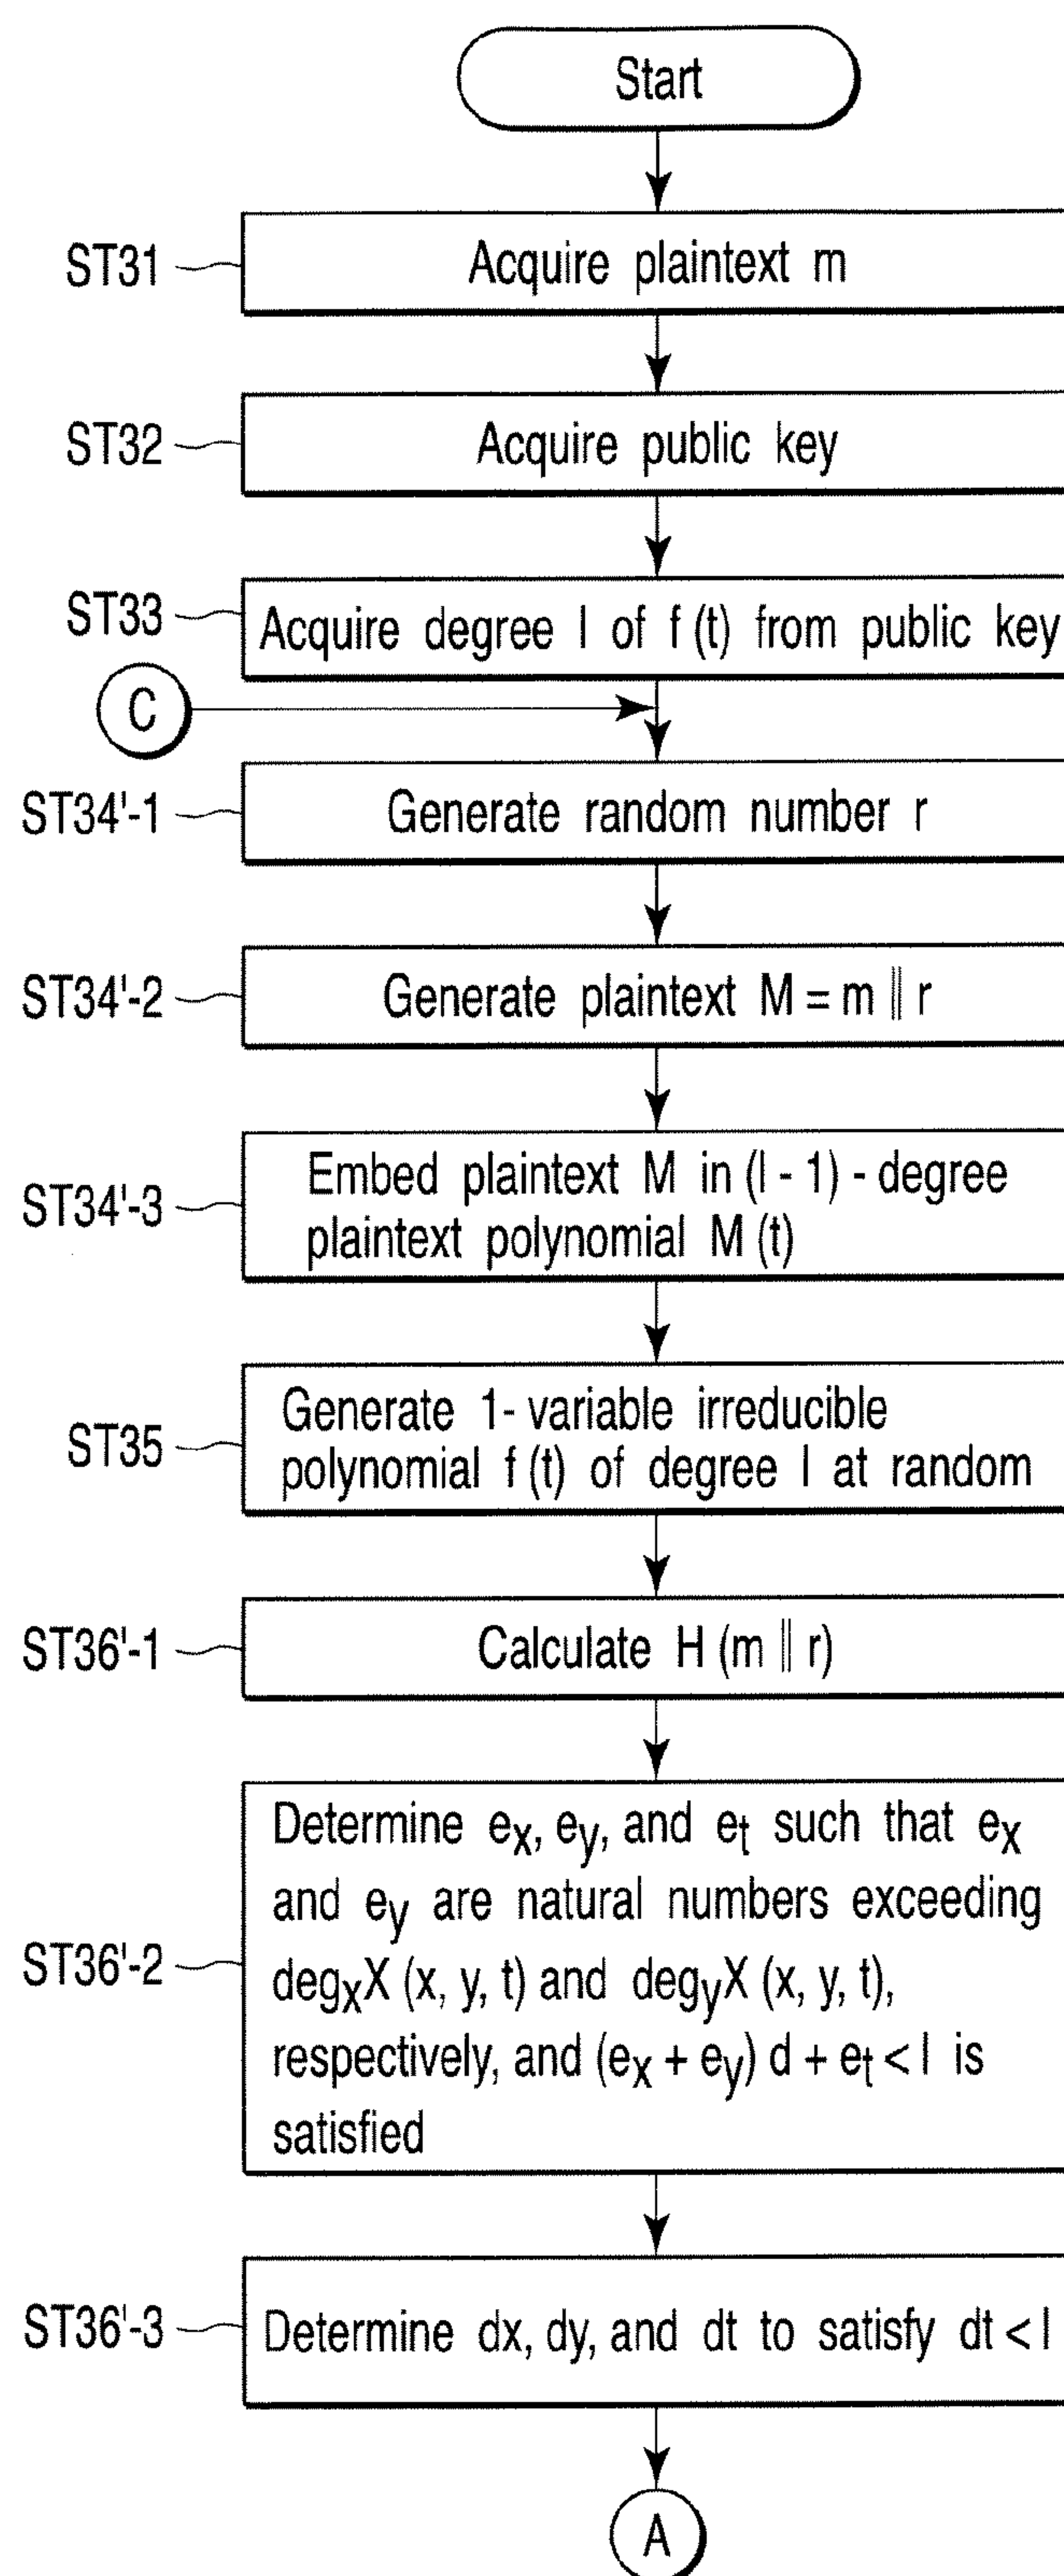 Start
ST31
Acquire plaintext m
ST32
Acquire public key
ST33
Acquire degree l of f (t) from public key
C
ST34'-1
Generate random number r
ST34'-2
Generate plaintext M = m || r
ST34'-3
Embed plaintext M in (l - 1) - degree
plaintext polynomial M (t)
ST35
Generate 1- variable irreducible
polynomial f (t) of degree l at random
ST36'-1
Calculate H (m || r)
ST36'-2
Determine ex, ey, and et such that ex
and ey are natural numbers exceeding
degxX (x, y, t) and degyX (x, y, t),
respectively, and (ex + ey) d + et < l is
satisfied
ST36'-3
Determine dx, dy, and dt to satisfy dt < l
A